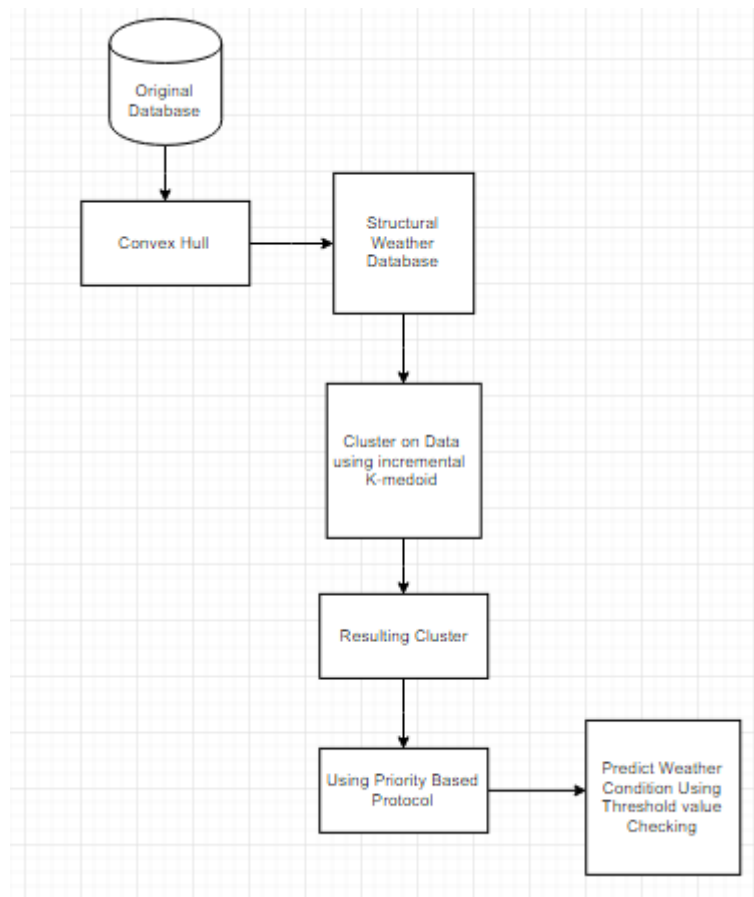 Original
Database
Convex Hull
Structural
Weather
Database
Cluster on Data
using incremental
K-medoid
Resulting Cluster
Using Priority Based
Protocol
Predict Weather
Condition Using
Threshold value
Checking